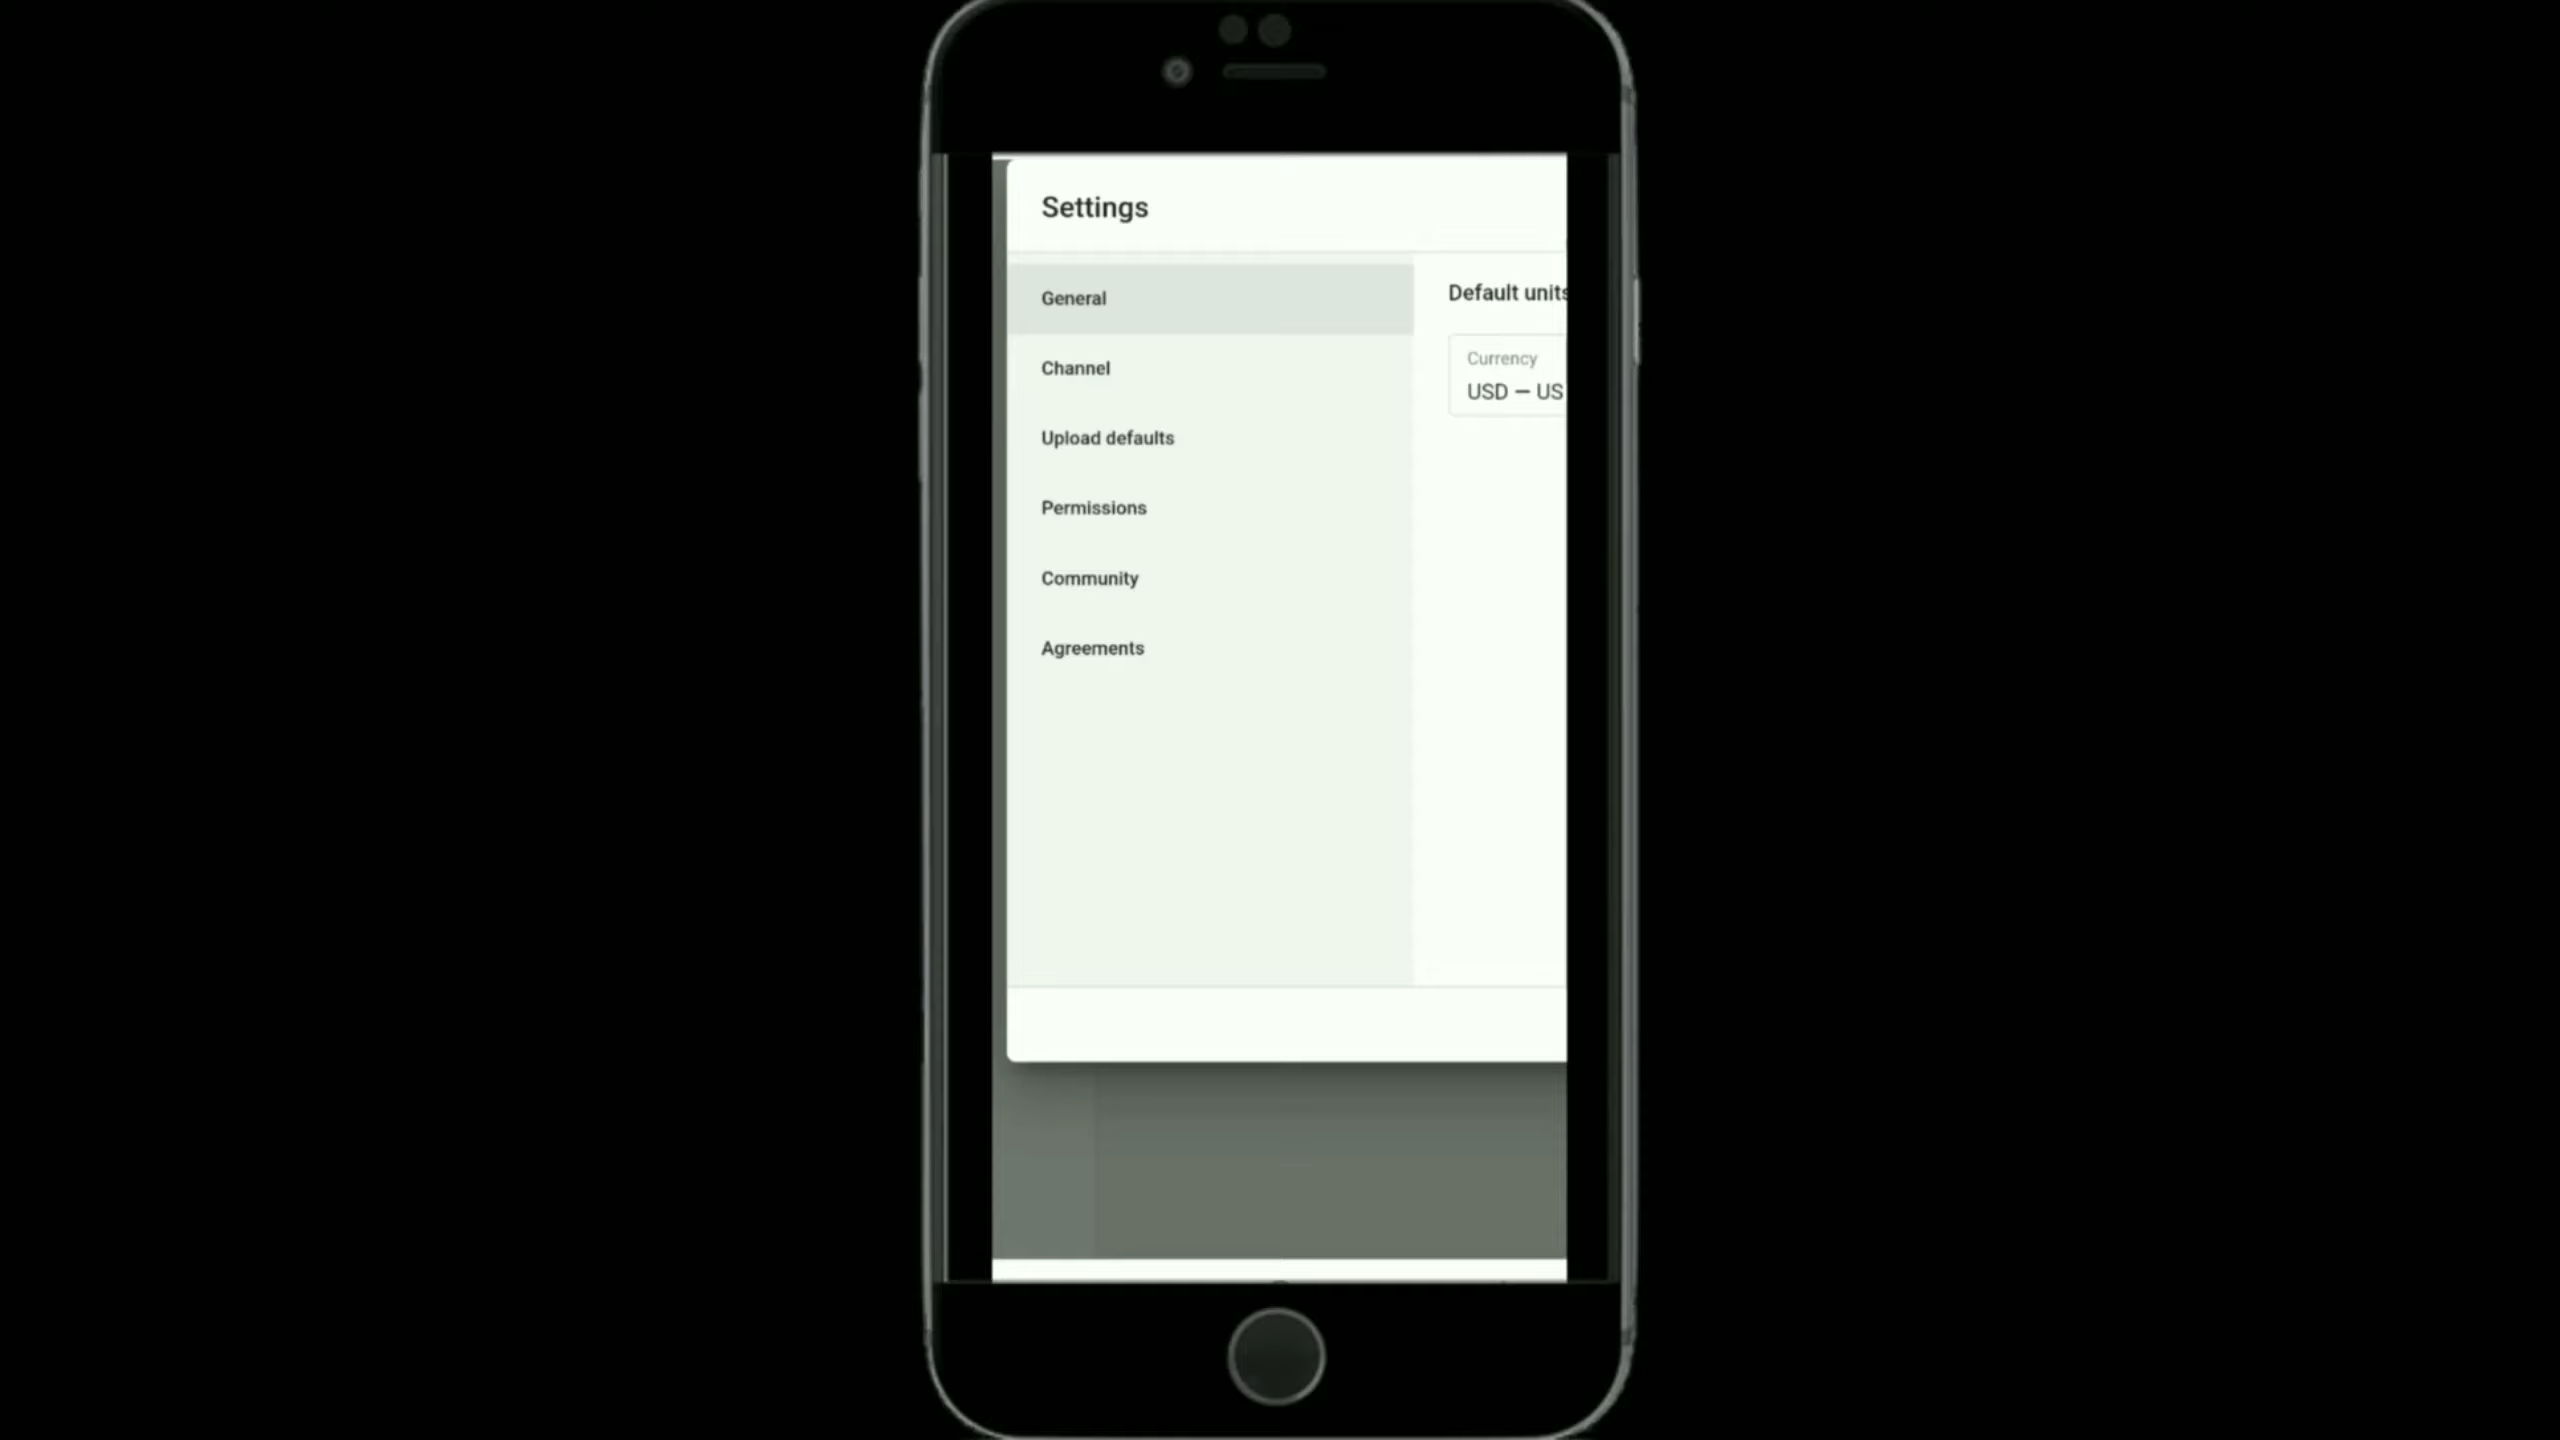 Settings
General
Channel
Upload defaults
Permissions
Community
Agreements
Default units
Currency
USD — US